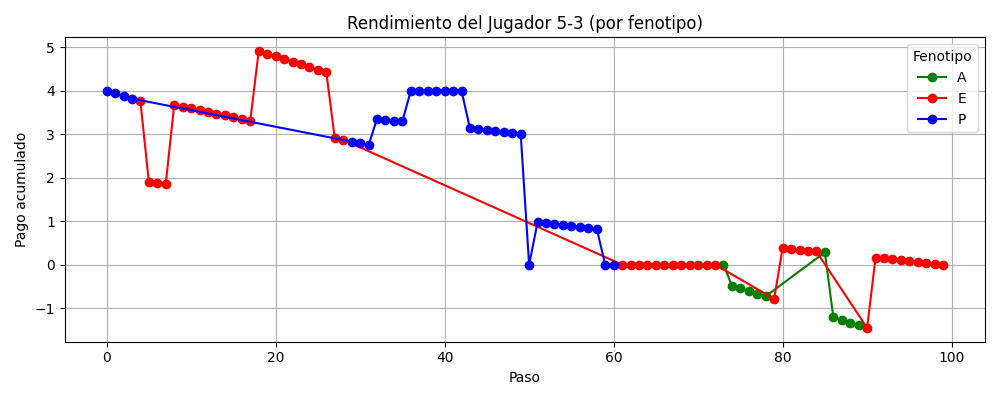 Rendimiento del Jugador 5-3 (por fenotipo)
Pago acumulado
5
4
3
2
1
0
−1
Fenotipo
A
E
P
0 20 40 60 80 100
Paso